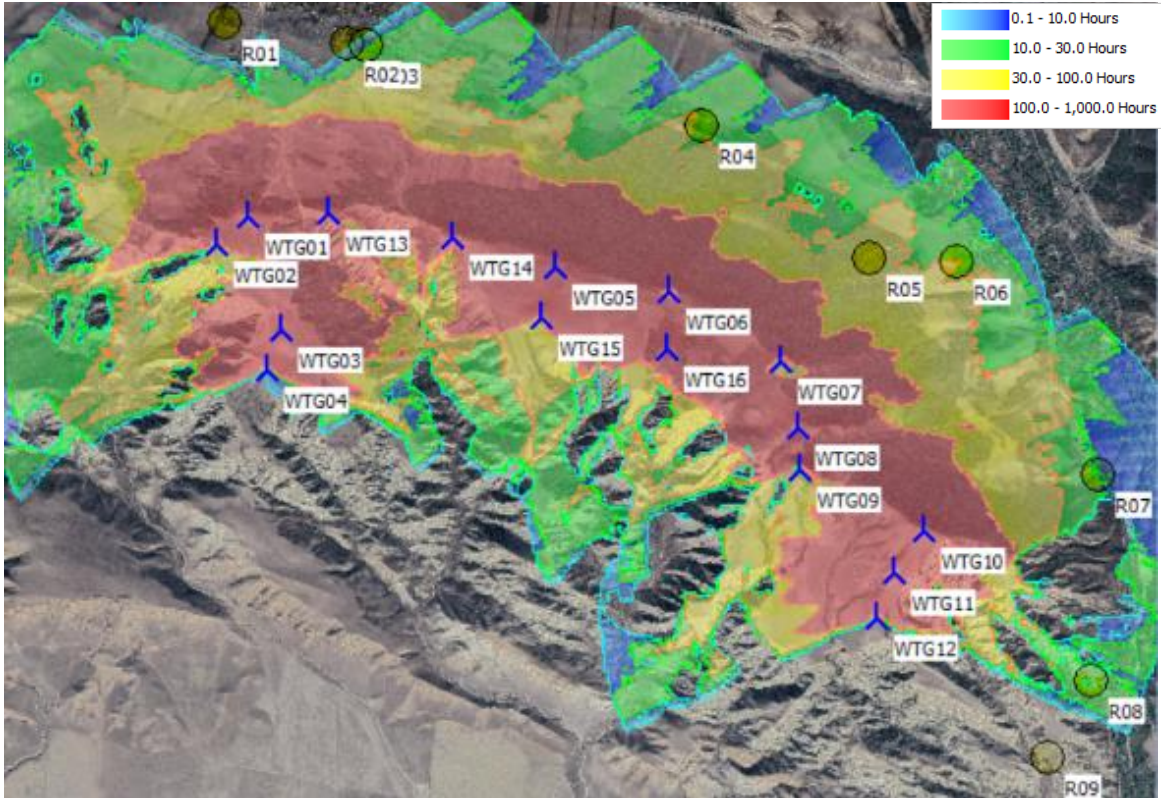 0.1 - 10.0 Hours
10.0 - 30.0 Hours
30.0 - 100.0 Hours
100.0 - 1,000.0 Hours
R01
R02
03
R04
WTG01
WTG13
WTG02
WTG14
R05
R06
WTG05
WTG06
WTG03
WTG15
WTG16
WTG07
WTG04
WTG08
WTG09
R07
WTG10
WTG11
WTG12
R08
R09